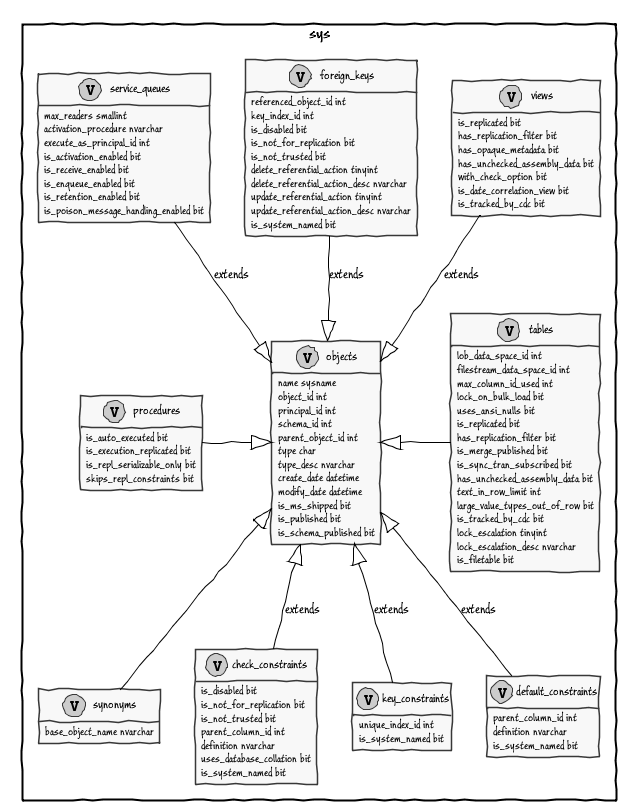 sys
V service_queues
max_readers smallint
activation_procedure nvarchar
execute_as_principal_id int
is_activation_enabled bit
is_receive_enabled bit
is_enqueue_enabled bit
is_retention_enabled bit
is_poison_message_handling_enabled bit
V foreign_keys
referenced_object_id int
key_index_id int
is_disabled bit
is_not_for_replication bit
is_not_trusted bit
delete_referential_action tinyint
delete_referential_action_desc nvarchar
update_referential_action tinyint
update_referential_action_desc nvarchar
is_system_named bit
V views
is_replicated bit
has_replication_filter bit
has_opaque_metadata bit
has_unchecked_assembly_data bit
with_check_option bit
is_date_correlation_view bit
is_tracked_by_cdc bit
extends
extends
extends
V procedures
is_auto_executed bit
is_execution_replicated bit
is_repl_serializable_only bit
skips_repl_constraints bit
V objects
name sysname
object_id int
principal_id int
schema_id int
parent_object_id int
type char
type_desc nvarchar
create_date datetime
modify_date datetime
is_ms_shipped bit
is_published bit
is_schema_published bit
V tables
lob_data_space_id int
filestream_data_space_id int
max_column_id_used int
lock_on_bulk_load bit
uses_ansi_nulls bit
is_replicated bit
has_replication_filter bit
is_merge_published bit
is_sync_tran_subscribed bit
has_unchecked_assembly_data bit
text_in_row_limit int
large_value_types_out_of_row bit
is_tracked_by_cdc bit
lock_escalation tinyint
lock_escalation_desc nvarchar
is_filetable bit
extends
extends
extends
V synonyms
base_object_name nvarchar
V check_constraints
is_disabled bit
is_not_for_replication bit
is_not_trusted bit
parent_column_id int
definition nvarchar
uses_database_collation bit
is_system_named bit
V key_constraints
unique_index_id int
is_system_named bit
V default_constraints
parent_column_id int
definition nvarchar
is_system_named bit